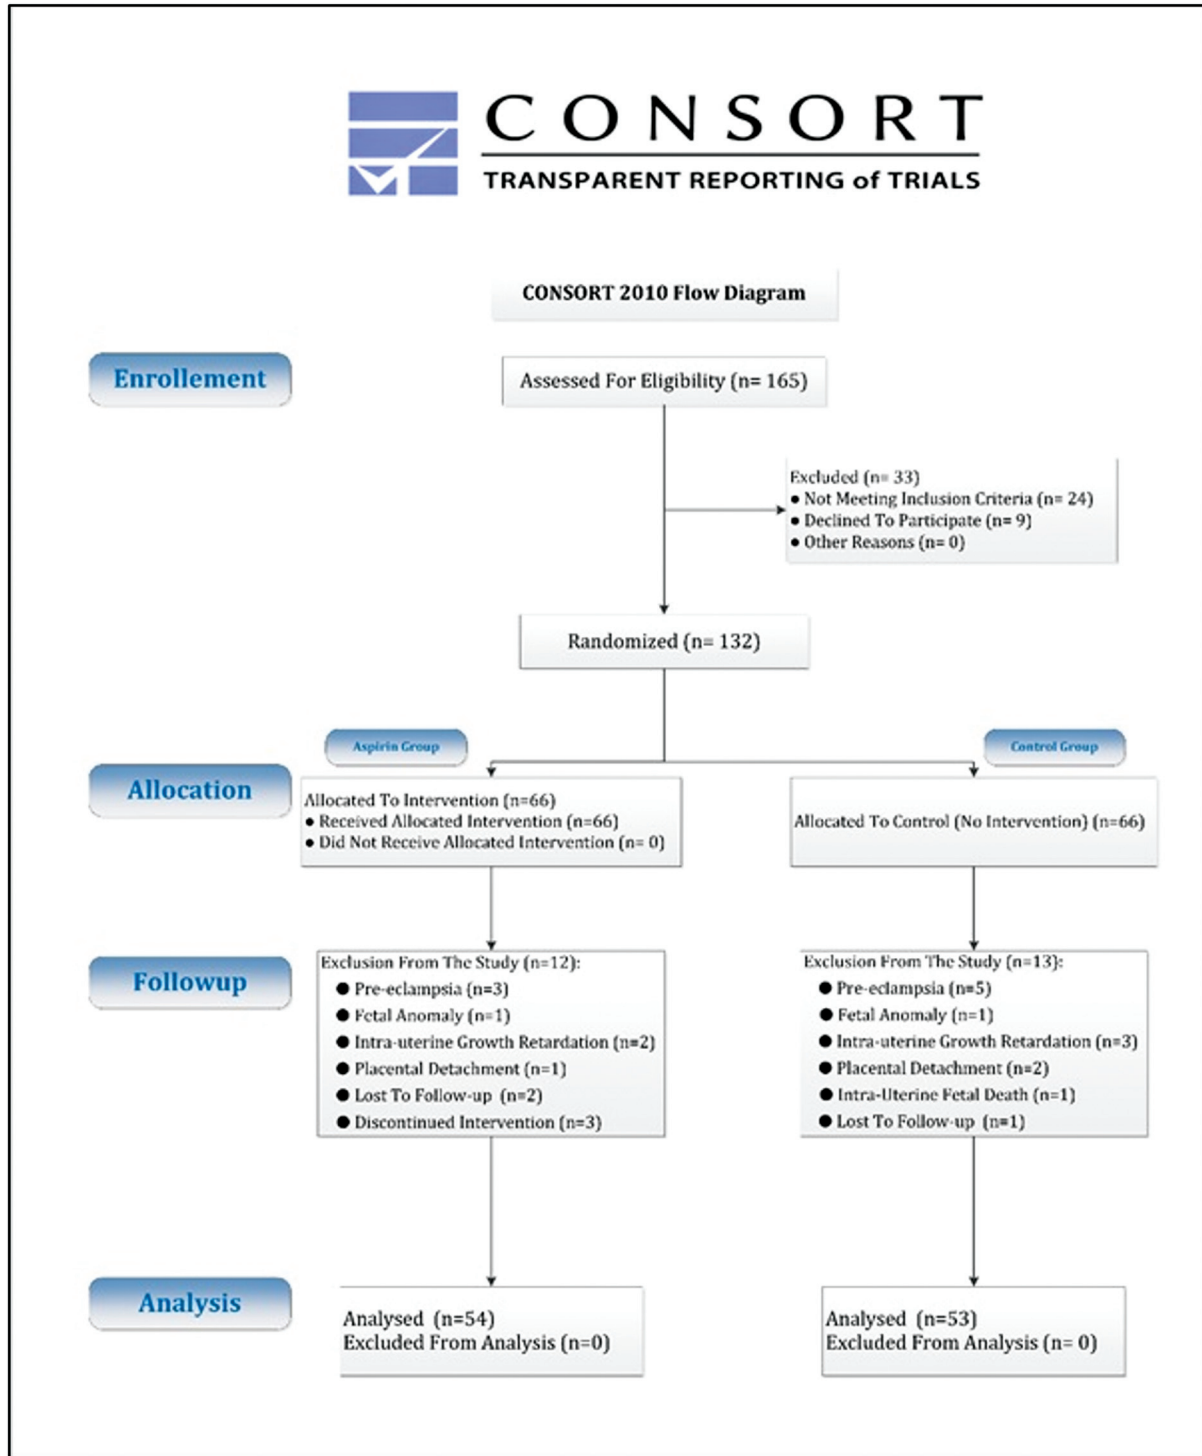 CONSORT
TRANSPARENT REPORTING of TRIALS
CONSORT 2010 Flow Diagram
Enrollement
Assessed For Eligibility (n= 165)
Excluded (n= 33)
● Not Meeting Inclusion Criteria (n= 24)
● Declined To Participate (n= 9)
● Other Reasons (n= 0)
Randomized (n= 132)
Aspirin Group
Control Group
Allocation
Allocated To Intervention (n=66)
● Received Allocated Intervention (n=66)
● Did Not Receive Allocated Intervention (n= 0)
Allocated To Control (No Intervention) (n=66)
Followup
Exclusion From The Study (n=12):
● Pre-eclampsia (n=3)
● Fetal Anomaly (n=1)
● Intra-uterine Growth Retardation (n=2)
● Placental Detachment (n=1)
● Lost To Follow-up (n=2)
● Discontinued Intervention (n=3)
Exclusion From The Study (n=13):
● Pre-eclampsia (n=5)
● Fetal Anomaly (n=1)
● Intra-uterine Growth Retardation (n=3)
● Placental Detachment (n=2)
● Intra-Uterine Fetal Death (n=1)
● Lost To Follow-up (n=1)
Analysis
Analysed (n=54)
Excluded From Analysis (n=0)
Analysed (n=53)
Excluded From Analysis (n= 0)